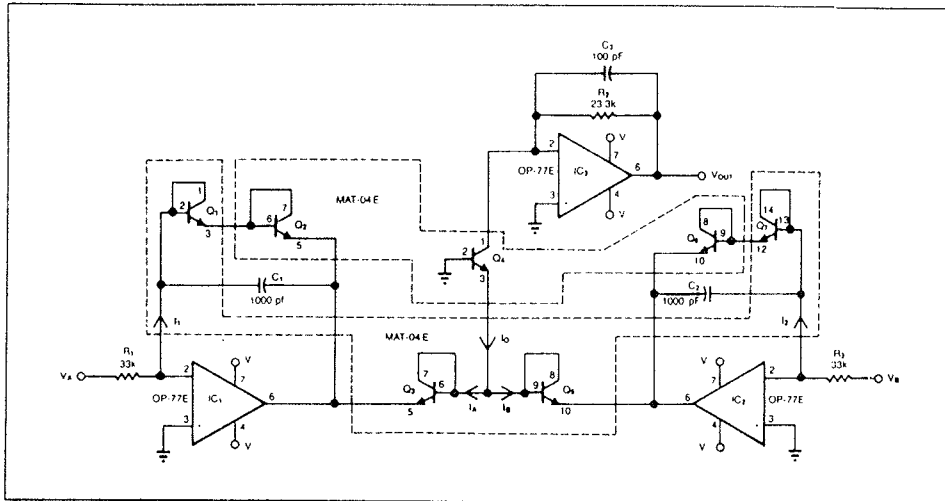 C₃
100 pF
R₂
23.3k
V
2
7
OP-77E
IC₃
6
V_OUT
3
4
V
1
2
Q₁
3
7
6
Q₂
5
MAT-04E
8
9
Q₆
10
14
13
Q₇
12
1
2
Q₄
3
C₁
1000 pF
C₂
1000 pF
I₁
MAT-04E
I_O
I₂
V_A
R₁
33k
V
2
7
OP-77E
IC₁
6
3
4
V
7
Q₃
6
5
I_A
I_B
8
9
Q₅
10
V
7
2
6
IC₂
OP-77E
3
4
V
R₃
33k
V_B